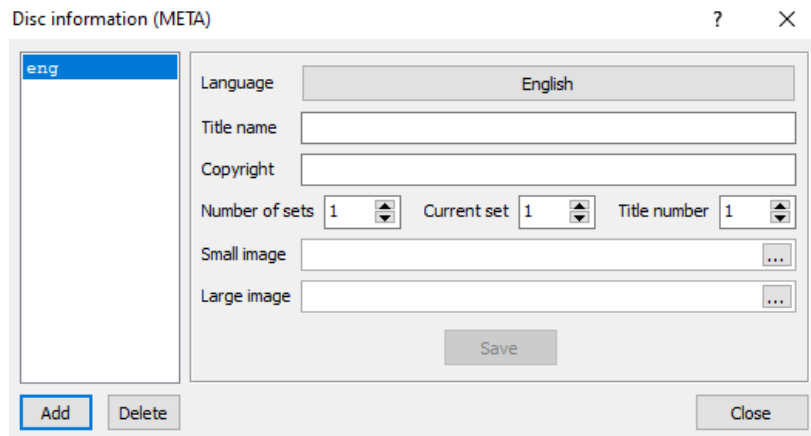 Disc information (META) ? ×
eng
Language English
Title name
Copyright
Number of sets 1 Current set 1 Title number 1
Small image ...
Large image ...
Save
Add Delete Close